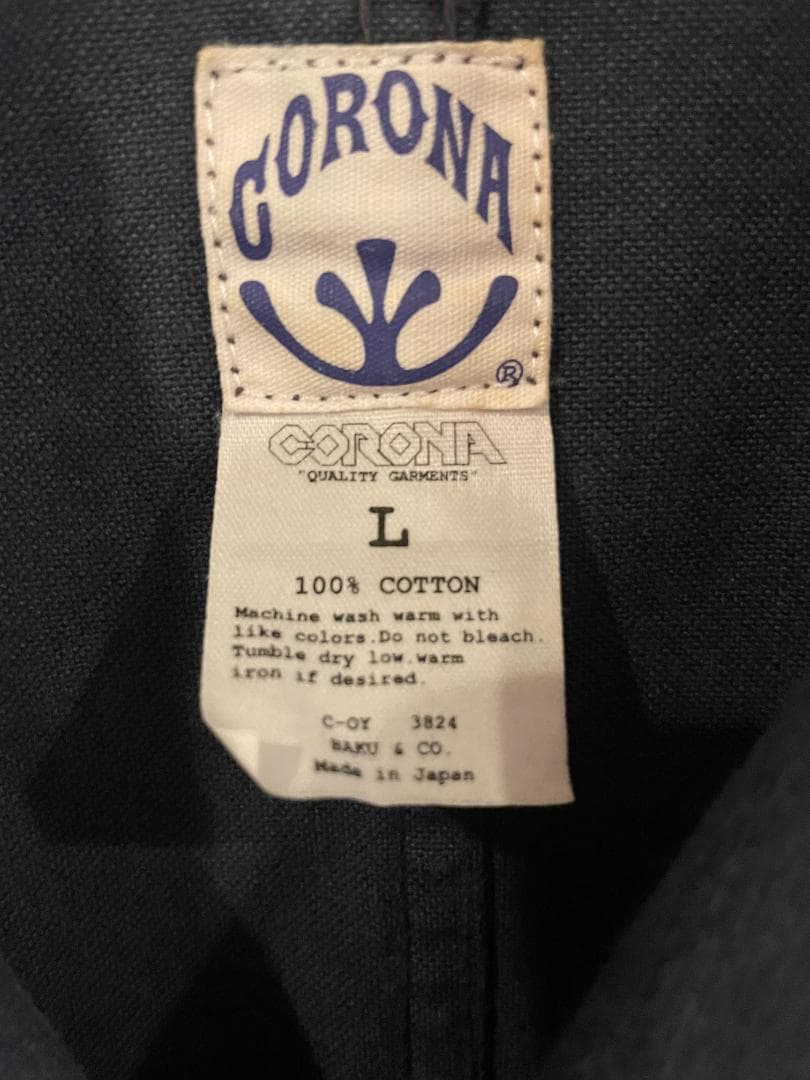 CORONA
®
CORONA
"QUALITY GARMENTS"
L
100% COTTON
Machine wash warm with
like colors.Do not bleach.
Tumble dry low.warm
iron if desired.
C-OY 3824
BAKU & CO.
Made in Japan